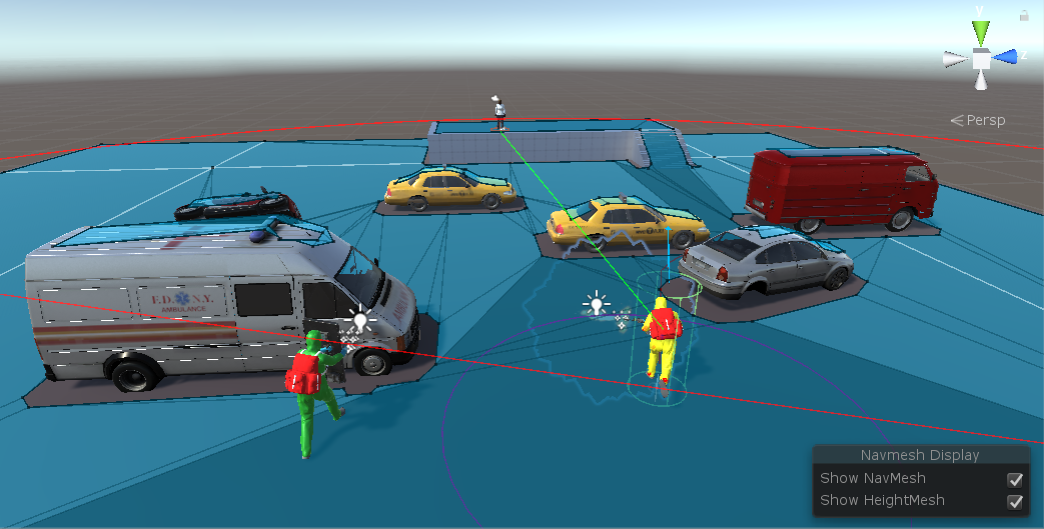 y
z
Persp
F.D. N.Y.
AMBULANCE
Navmesh Display
Show NavMesh
Show HeightMesh